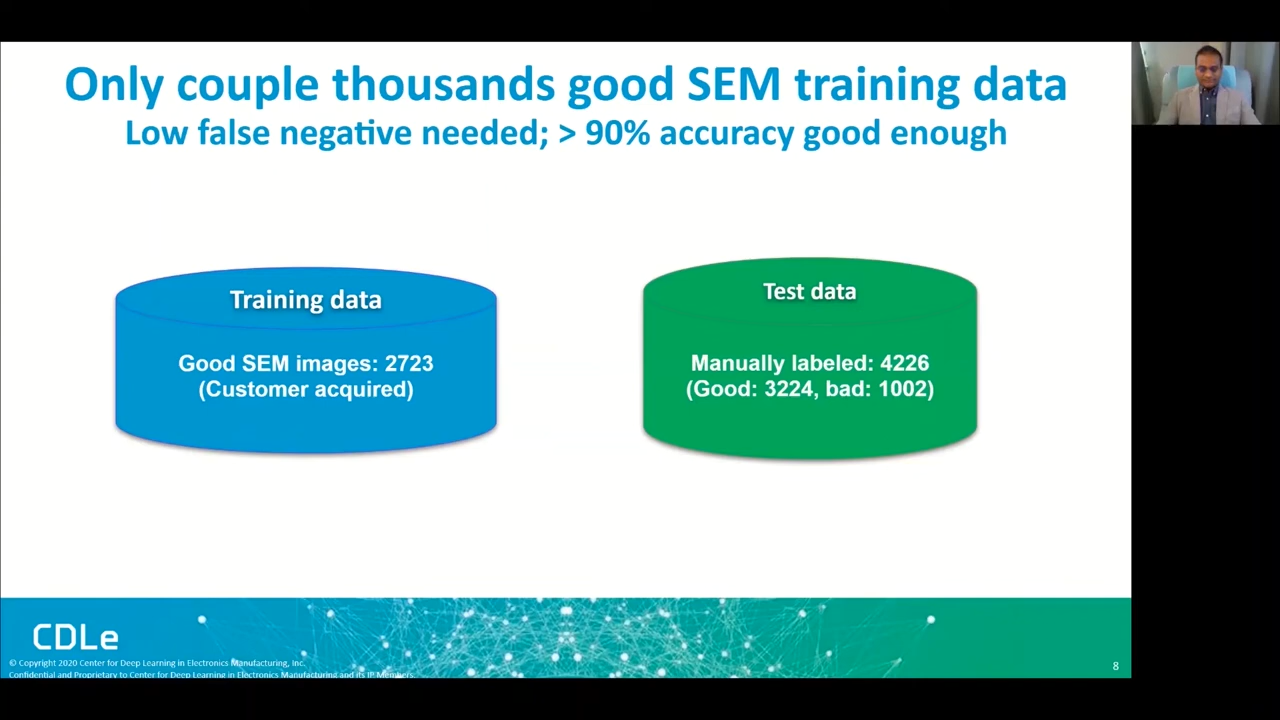 Only couple thousands good SEM training data
Low false negative needed; > 90% accuracy good enough
Training data
Good SEM images: 2723
(Customer acquired)
Test data
Manually labeled: 4226
(Good: 3224, bad: 1002)
CDLe
© Copyright 2020 Center for Deep Learning in Electronics Manufacturing, Inc.
Confidential and Proprietary to Center for Deep Learning in Electronics Manufacturing and its IP Members.
8